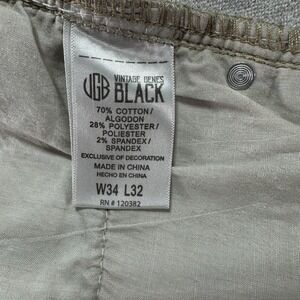 VGB
VINTAGE GENES
BLACK
70% COTTON/
ALGODON
28% POLYESTER/
POLIESTER
2% SPANDEX/
SPANDEX
EXCLUSIVE OF DECORATION
MADE IN CHINA
HECHO EN CHINA
W34 L32
RN # 120382